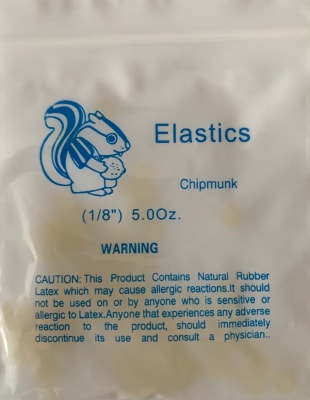 Elastics
Chipmunk
(1/8") 5.0Oz.
WARNING
CAUTION: This Product Contains Natural Rubber
Latex which may cause allergic reactions.It should
not be used on or by anyone who is sensitive or
allergic to Latex.Anyone that experiences any adverse
reaction to the product, should immediately
discontinue its use and consult a physician..